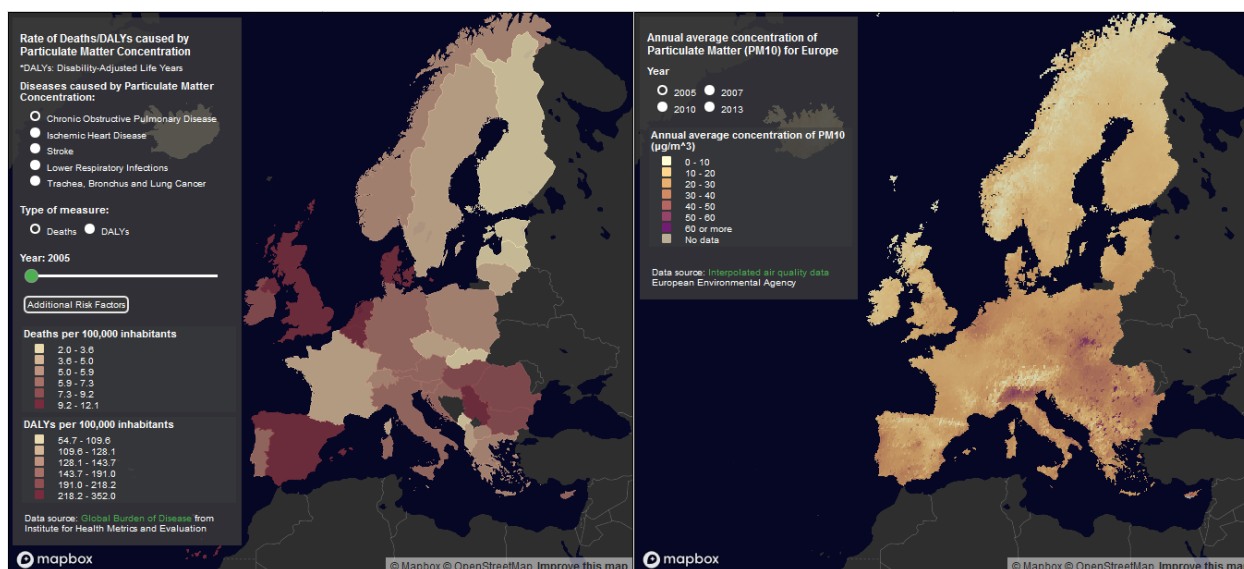 Rate of Deaths/DALYs caused by
Particulate Matter Concentration
*DALYs: Disability-Adjusted Life Years
Diseases caused by Particulate Matter
Concentration:
Chronic Obstructive Pulmonary Disease
Ischemic Heart Disease
Stroke
Lower Respiratory Infections
Trachea, Bronchus and Lung Cancer
Type of measure:
Deaths DALYs
Year: 2005
Additional Risk Factors
Deaths per 100,000 inhabitants
2.0 - 3.6
3.6 - 5.0
5.0 - 5.9
5.9 - 7.3
7.3 - 9.2
9.2 - 12.1
DALYs per 100,000 inhabitants
54.7 - 109.6
109.6 - 128.1
128.1 - 143.7
143.7 - 191.0
191.0 - 218.2
218.2 - 352.0
Data source: Global Burden of Disease from
Institute for Health Metrics and Evaluation
mapbox
© Mapbox © OpenStreetMap Improve this map
Annual average concentration of
Particulate Matter (PM10) for Europe
Year
2005 2007
2010 2013
Annual average concentration of PM10
(µg/m^3)
0 - 10
10 - 20
20 - 30
30 - 40
40 - 50
50 - 60
60 or more
No data
Data source: Interpolated air quality data
European Environmental Agency
mapbox
© Mapbox © OpenStreetMap Improve this map